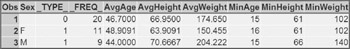 Obs Sex _TYPE_ _FREQ_ AvgAge AvgHeight AvgWeight MinAge MinHeight MinWeight
1 0 20 46.7000 66.9500 174.650 15 61 102
2 F 1 11 48.9091 63.9091 150.455 16 61 102
3 M 1 9 44.0000 70.6667 204.222 15 66 140